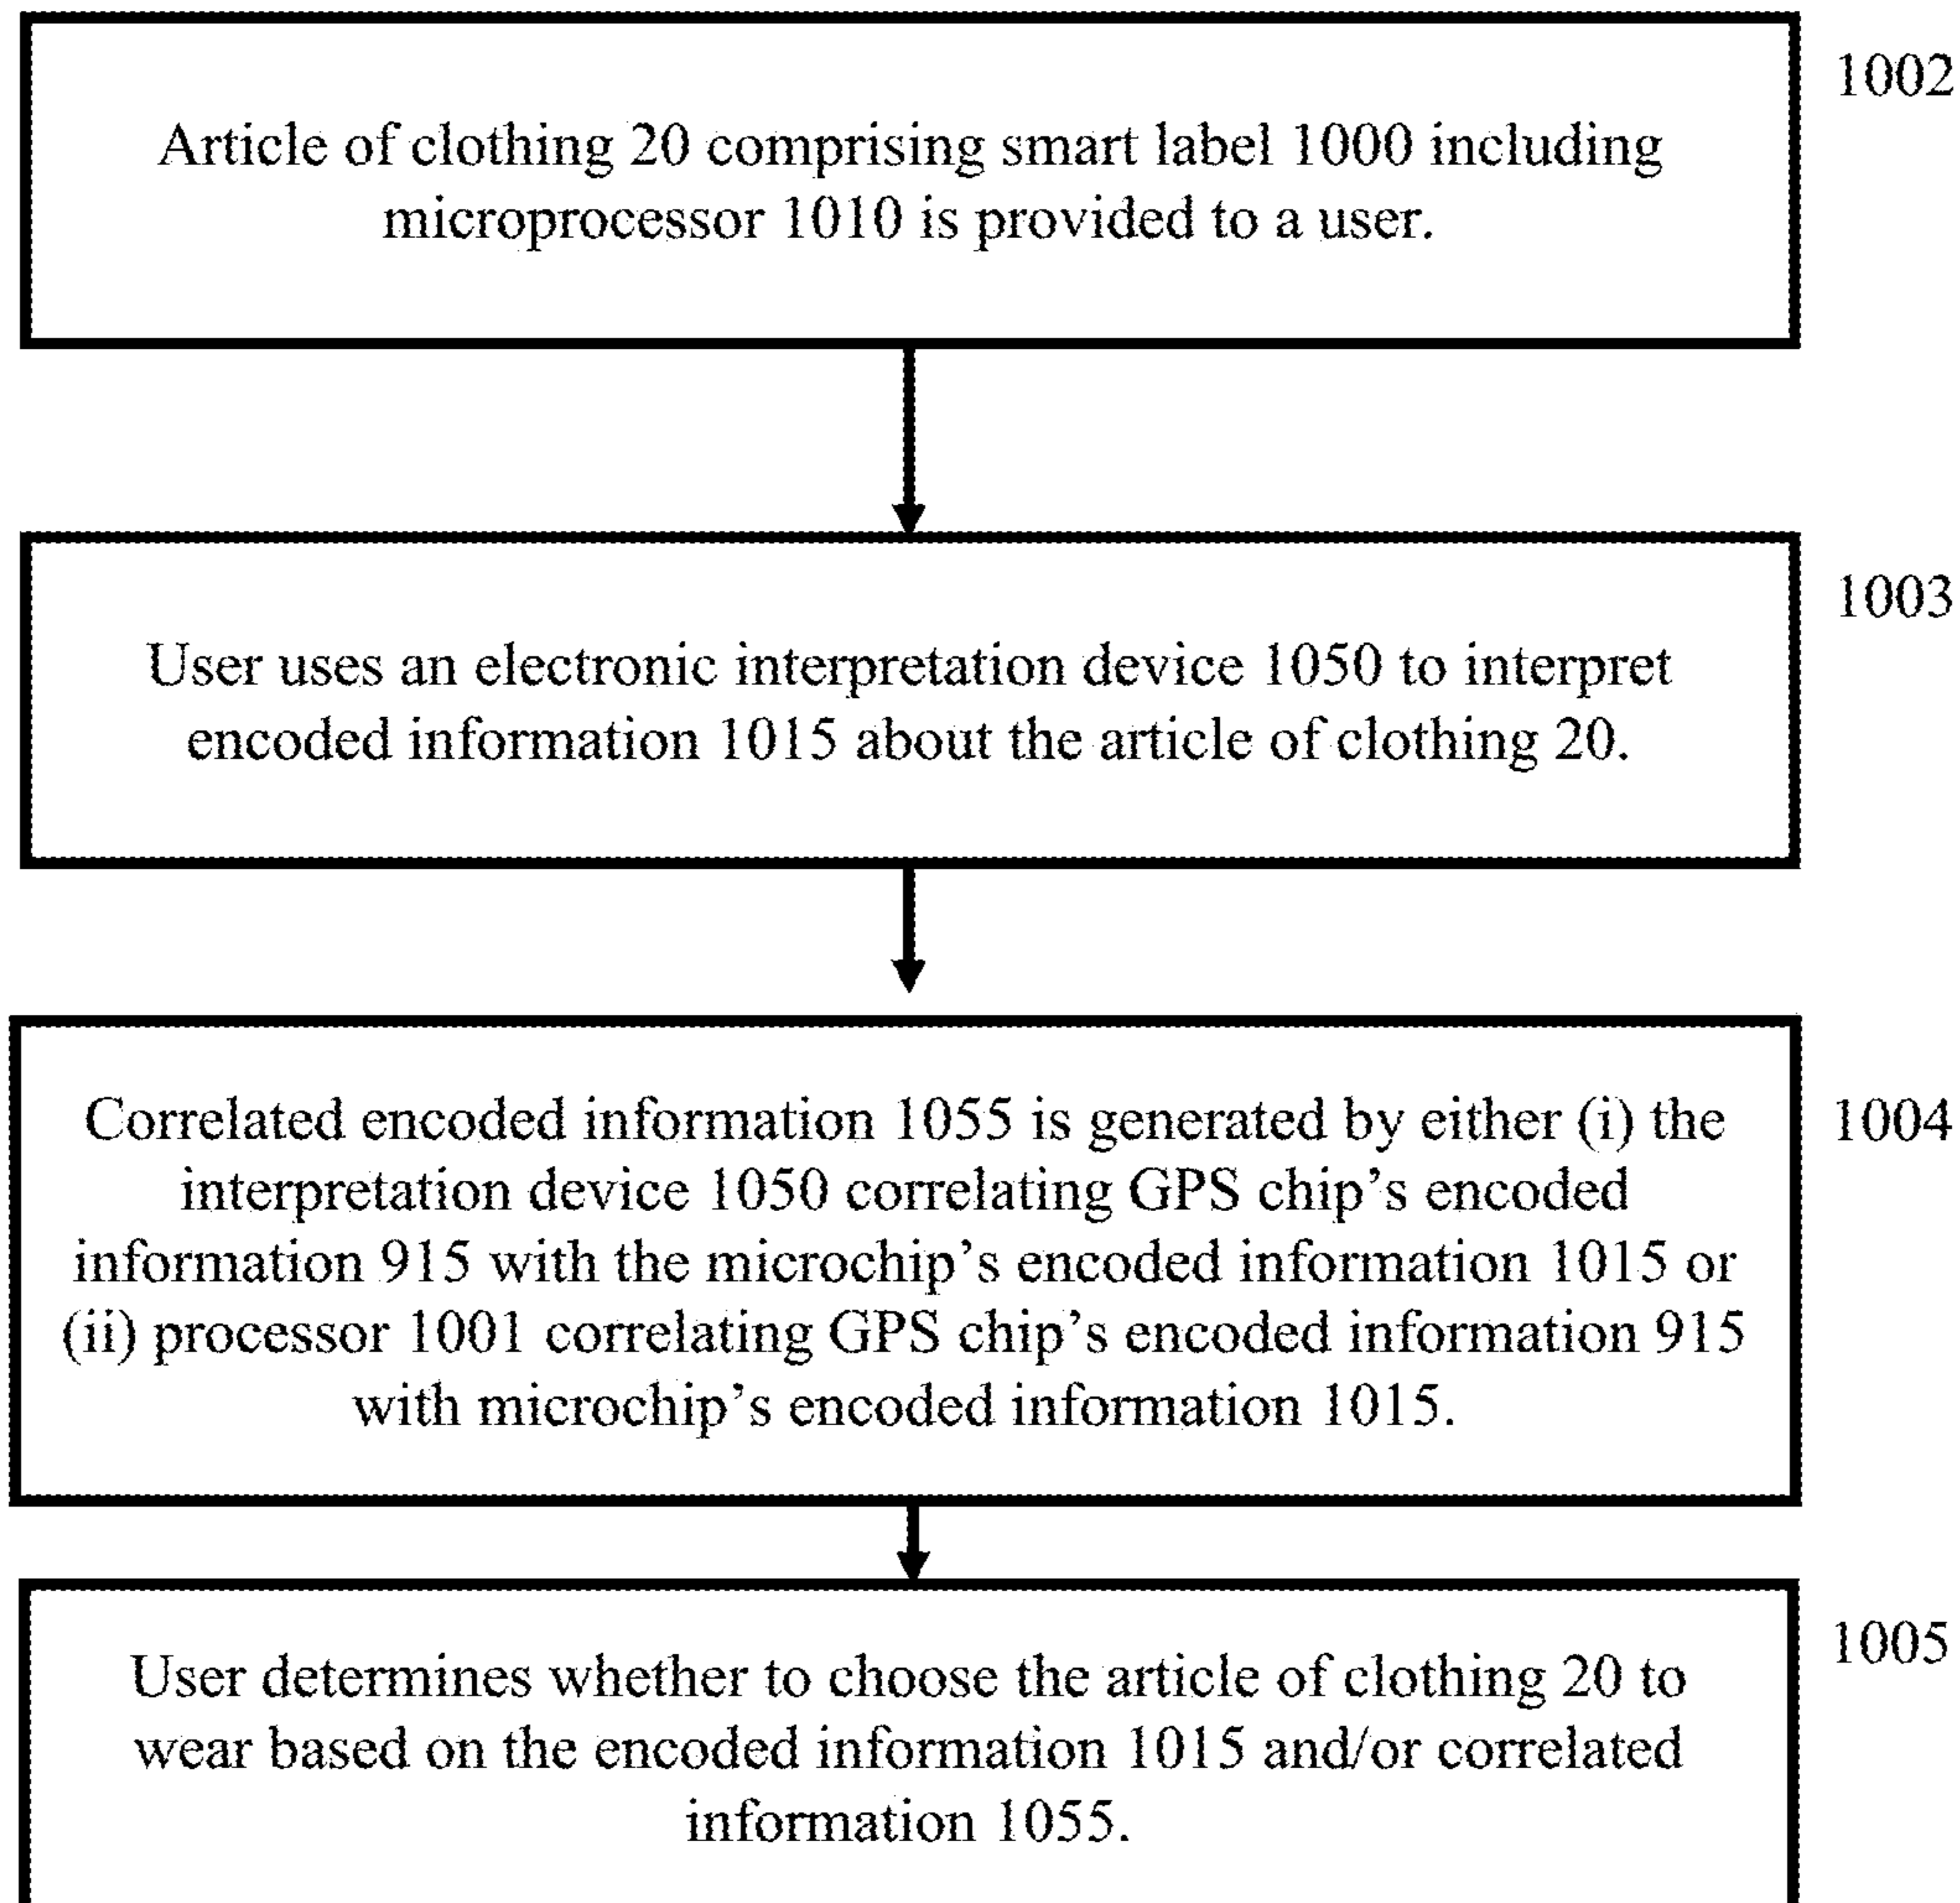 1002
Article of clothing 20 comprising smart label 1000 including
microprocessor 1010 is provided to a user.
1003
User uses an electronic interpretation device 1050 to interpret
encoded information 1015 about the article of clothing 20.
Correlated encoded information 1055 is generated by either (i) the
1004
interpretation device 1050 correlating GPS chip’s encoded
information 915 with the microchip’s encoded information 1015 or
(ii) processor 1001 correlating GPS chip’s encoded information 915
with microchip’s encoded information 1015.
1005
User determines whether to choose the article of clothing 20 to
wear based on the encoded information 1015 and/or correlated
information 1055.